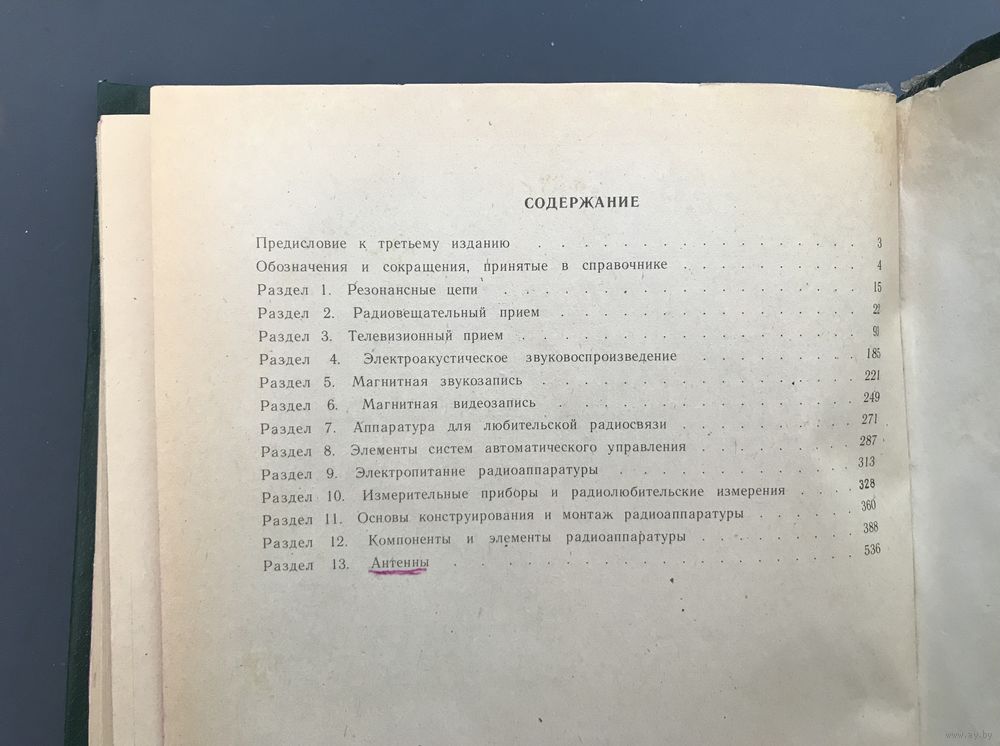 СОДЕРЖАНИЕ
Предисловие к третьему изданию . . . . . . . . . . . . . . . . 3
Обозначения и сокращения, принятые в справочнике . . . . . . . . . 4
Раздел 1. Резонансные цепи . . . . . . . . . . . . . . . . . 15
Раздел 2. Радиовещательный прием . . . . . . . . . . . . . . 22
Раздел 3. Телевизионный прием . . . . . . . . . . . . . . . .
Раздел 4. Электроакустическое звуковоспроизведение . . . . . . . . 185
Раздел 5. Магнитная звукозапись . . . . . . . . . . . . . . . 221
Раздел 6. Магнитная видеозапись . . . . . . . . . . . . . . . 249
Раздел 7. Аппаратура для любительской радиосвязи . . . . . . . . . 271
Раздел 8. Элементы систем автоматического управления . . . . . . . . 287
Раздел 9. Электропитание радиоаппаратуры . . . . . . . . . . . 313
Раздел 10. Измерительные приборы и радиолюбительские измерения . . . . 328
Раздел 11. Основы конструирования и монтаж радиоаппаратуры . . . . . . 360
Раздел 12. Компоненты и элементы радиоаппаратуры . . . . . . . . 388
Раздел 13. Антенны . . . . . . . . . . . . . . . . . . . 536
www.ay.by